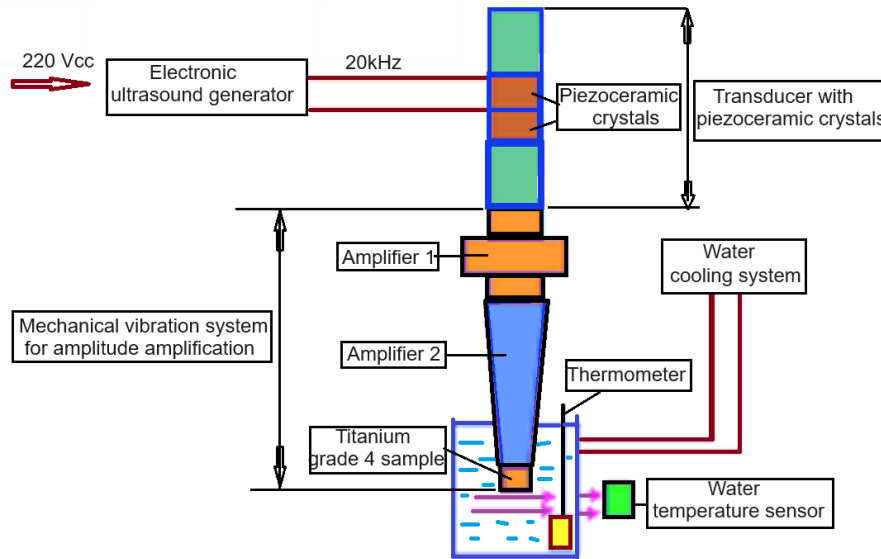 220 Vcc
Electronic
ultrasound generator
20kHz
Piezoceramic
crystals
Transducer with
piezoceramic crystals
Amplifier 1
Water
cooling system
Mechanical vibration system
for amplitude amplification
Amplifier 2
Thermometer
Titanium
grade 4 sample
Water
temperature sensor